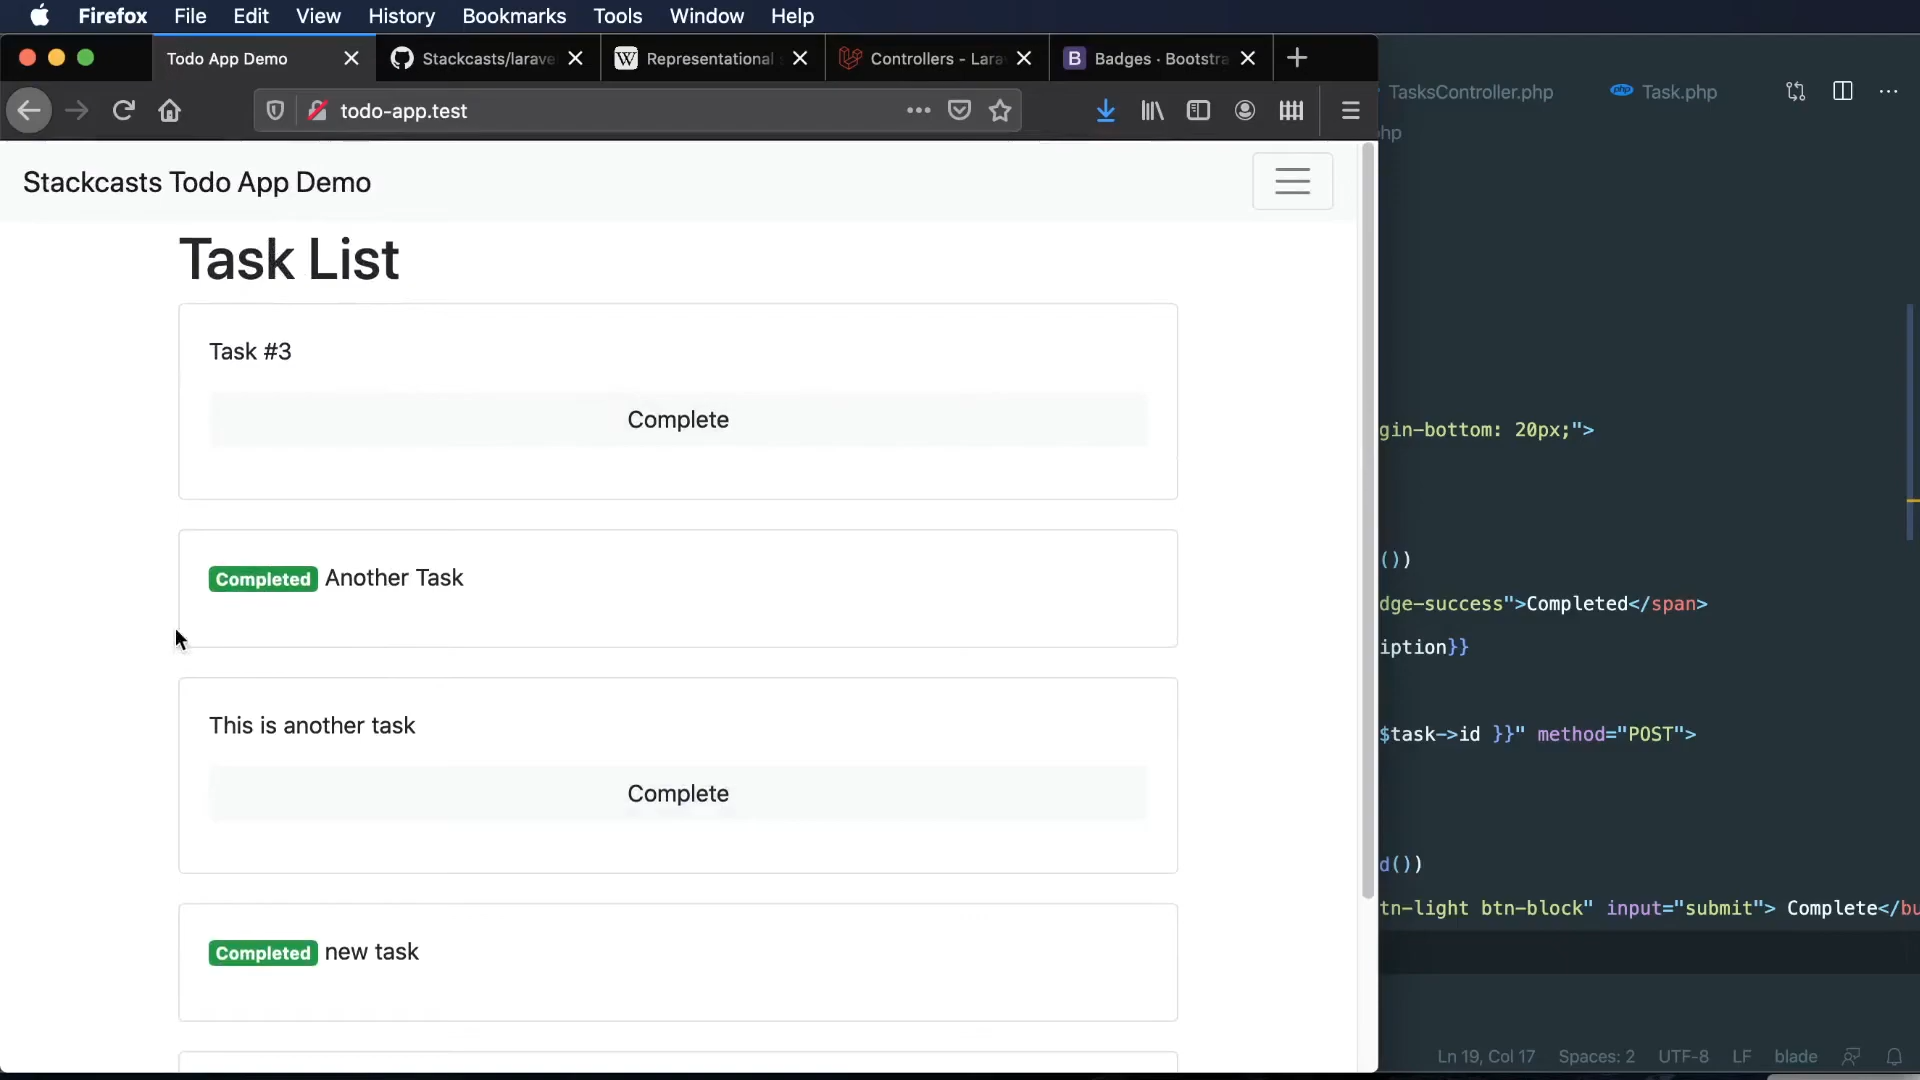 Firefox File Edit View History Bookmarks Tools Window Help
Todo App Demo
Stackcasts/larave
Representational
Controllers - Lara
Badges · Bootstra
todo-app.test
TasksController.php
Task.php
hp
Stackcasts Todo App Demo
Task List
Task #3
Complete
Completed Another Task
This is another task
Complete
Completed new task
gin-bottom: 20px;">
())
dge-success">Completed</span>
iption}}
$task->id }}" method="POST">
d())
tn-light btn-block" input="submit"> Complete</bu
Ln 19, Col 17 Spaces: 2 UTF-8 LF blade